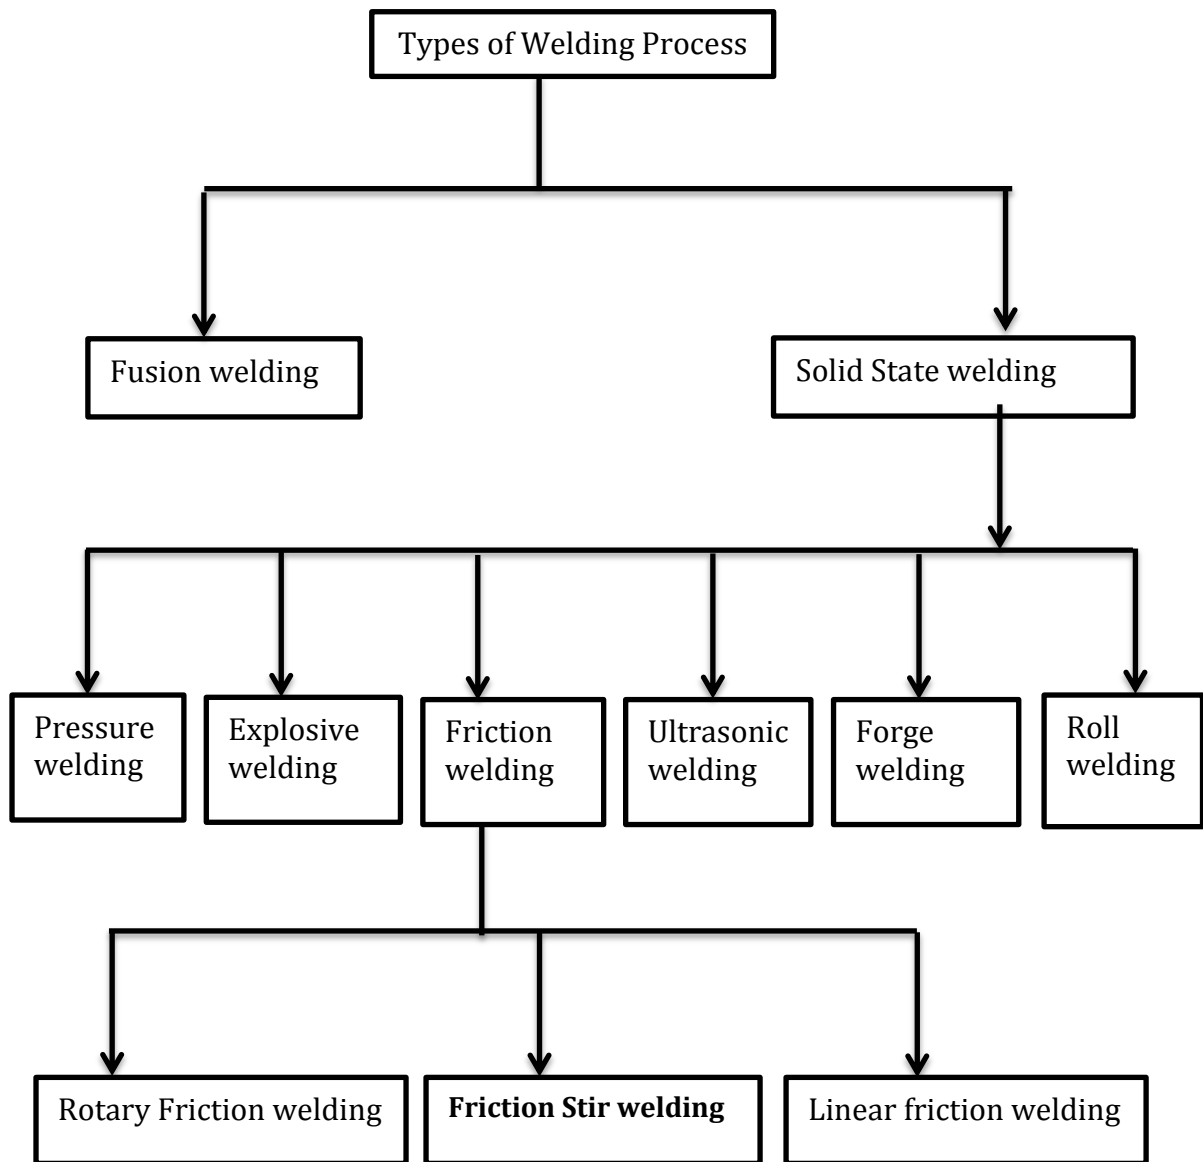 Types of Welding Process
Fusion welding
Solid State welding
Pressure
welding
Explosive
welding
Friction
welding
Ultrasonic
welding
Forge
welding
Roll
welding
Rotary Friction welding
Friction Stir welding
Linear friction welding